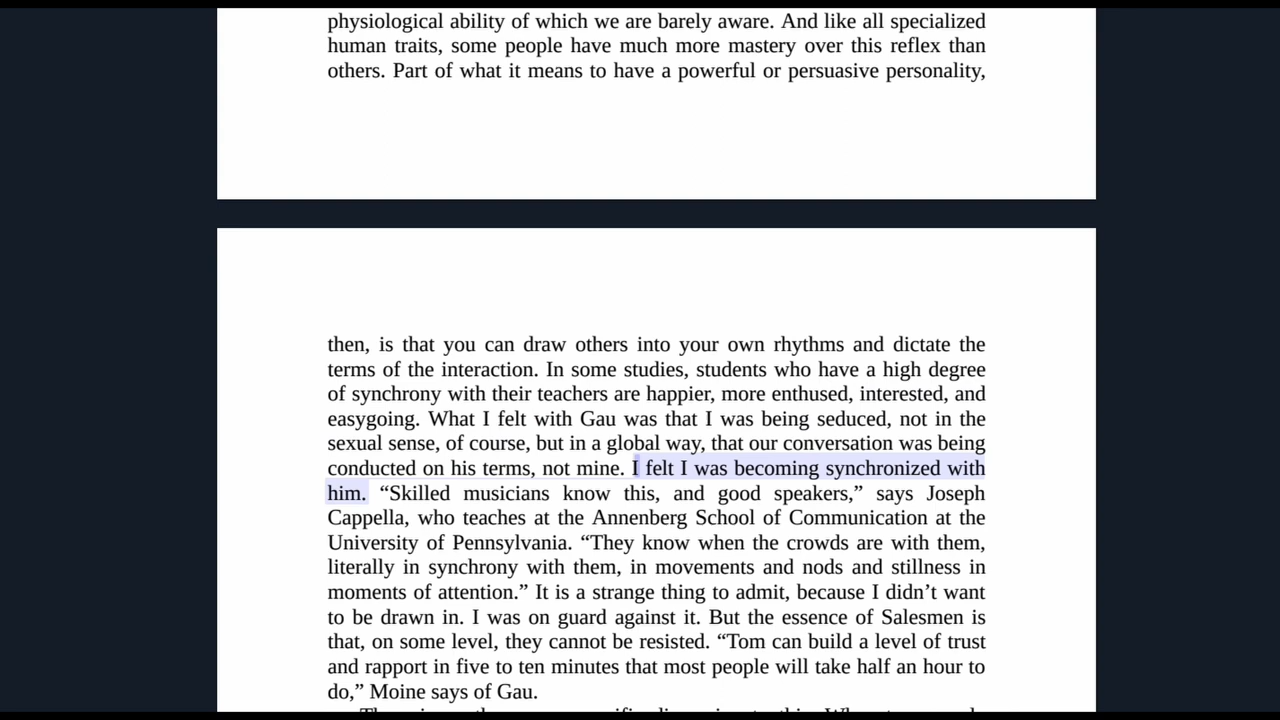 physiological ability of which we are barely aware. And like all specialized
human traits, some people have much more mastery over this reflex than
others. Part of what it means to have a powerful or persuasive personality,
then, is that you can draw others into your own rhythms and dictate the
terms of the interaction. In some studies, students who have a high degree
of synchrony with their teachers are happier, more enthused, interested, and
easygoing. What I felt with Gau was that I was being seduced, not in the
sexual sense, of course, but in a global way, that our conversation was being
conducted on his terms, not mine. I felt I was becoming synchronized with
him. “Skilled musicians know this, and good speakers,” says Joseph
Cappella, who teaches at the Annenberg School of Communication at the
University of Pennsylvania. “They know when the crowds are with them,
literally in synchrony with them, in movements and nods and stillness in
moments of attention.” It is a strange thing to admit, because I didn’t want
to be drawn in. I was on guard against it. But the essence of Salesmen is
that, on some level, they cannot be resisted. “Tom can build a level of trust
and rapport in five to ten minutes that most people will take half an hour to
do,” Moine says of Gau.